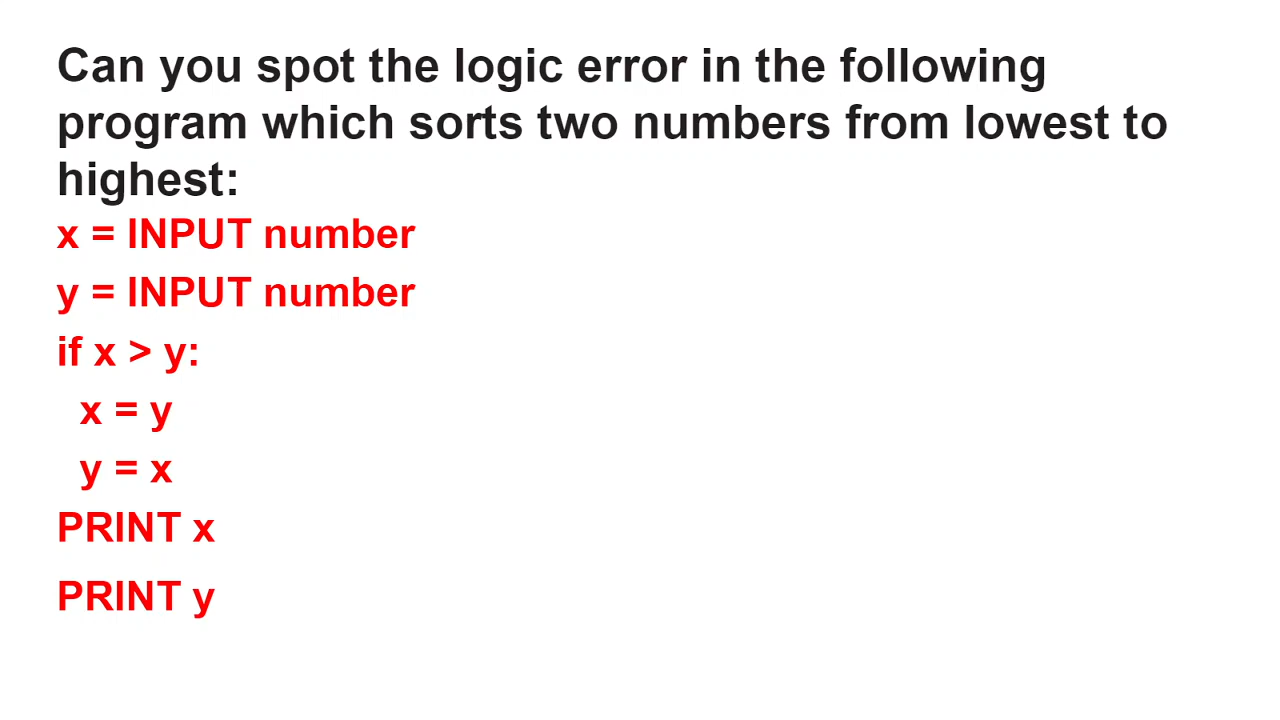 Can you spot the logic error in the following
program which sorts two numbers from lowest to
highest:
x = INPUT number
y = INPUT number
if x > y:
x = y
y = x
PRINT x
PRINT y